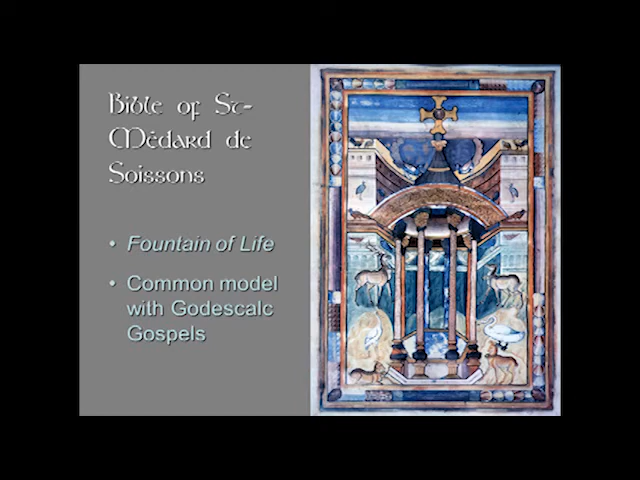 Bible of St-
Médard de
Soissons
• Fountain of Life
• Common model
with Godescalc
Gospels